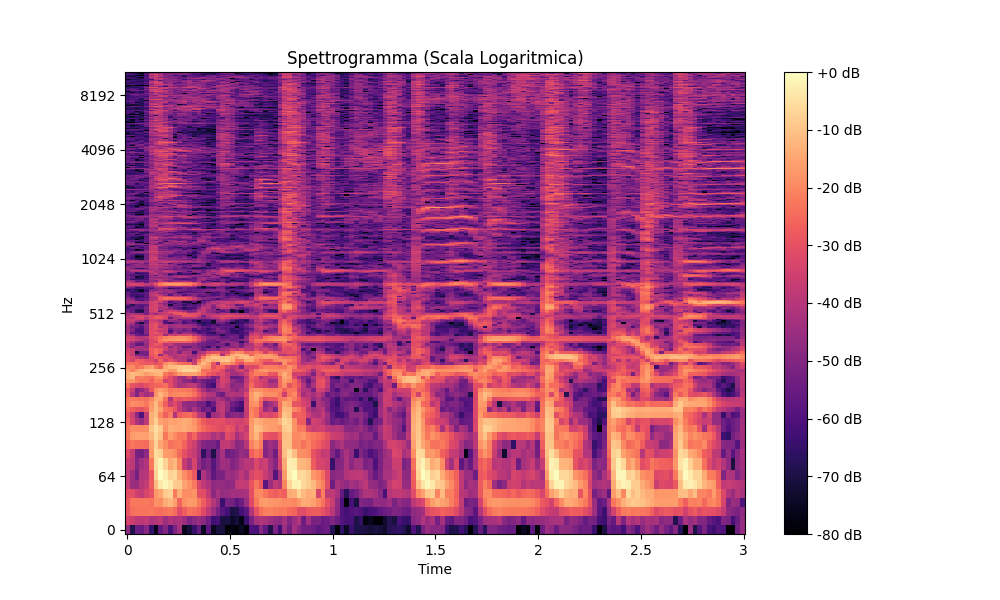 Spettrogramma (Scala Logaritmica)
Hz
8192
4096
2048
1024
512
256
128
64
0
0
0.5
1
1.5
2
2.5
3
Time
+0 dB
-10 dB
-20 dB
-30 dB
-40 dB
-50 dB
-60 dB
-70 dB
-80 dB